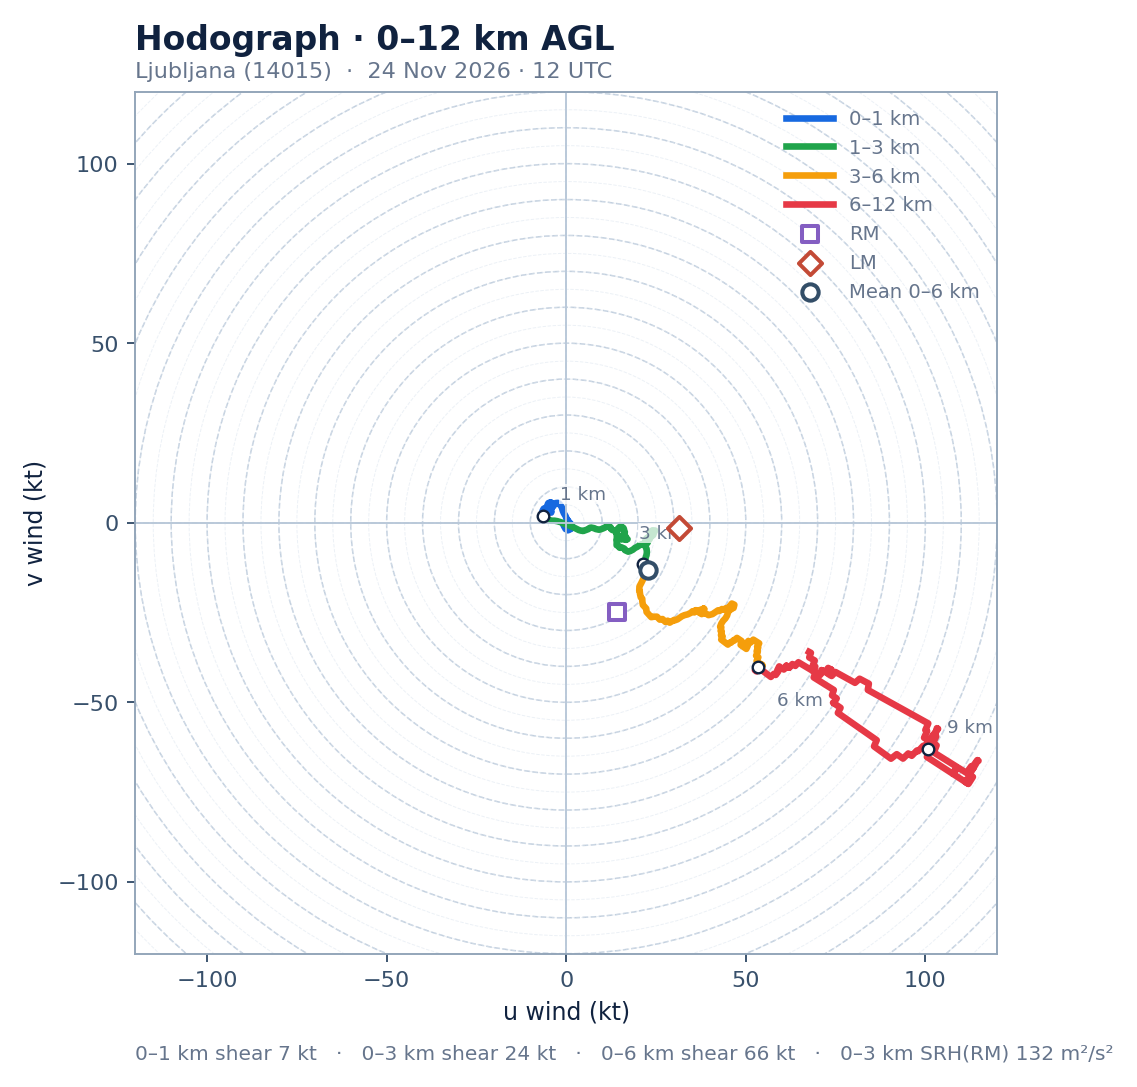 Hodograph · 0–12 km AGL
Ljubljana (14015) · 24 Nov 2026 · 12 UTC
0–1 km
1–3 km
3–6 km
6–12 km
RM
LM
Mean 0–6 km
100
50
0
−50
−100
v wind (kt)
1 km
3 km
6 km
9 km
−100
−50
0
50
100
u wind (kt)
0–1 km shear 7 kt · 0–3 km shear 24 kt · 0–6 km shear 66 kt · 0–3 km SRH(RM) 132 m²/s²